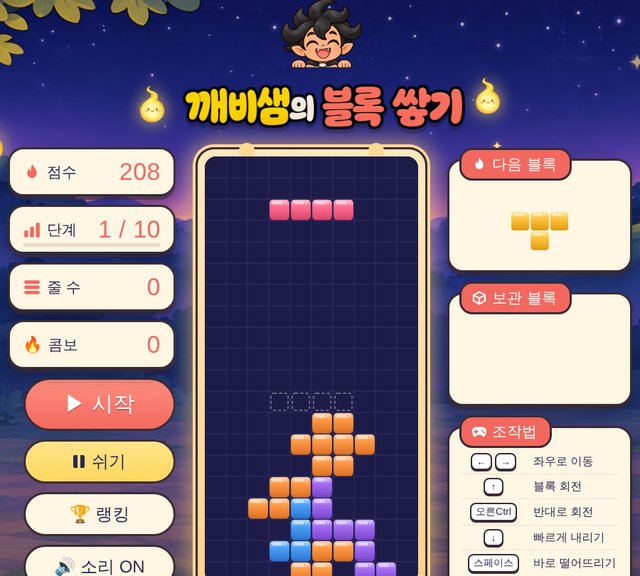 깨비샘의 블록 쌓기
점수 208
단계 1 / 10
줄 수 0
콤보 0
시작
쉬기
랭킹
소리 ON
다음 블록
보관 블록
조작법
← → 좌우로 이동
↑ 블록 회전
오른Ctrl 반대로 회전
↓ 빠르게 내리기
스페이스 바로 떨어뜨리기